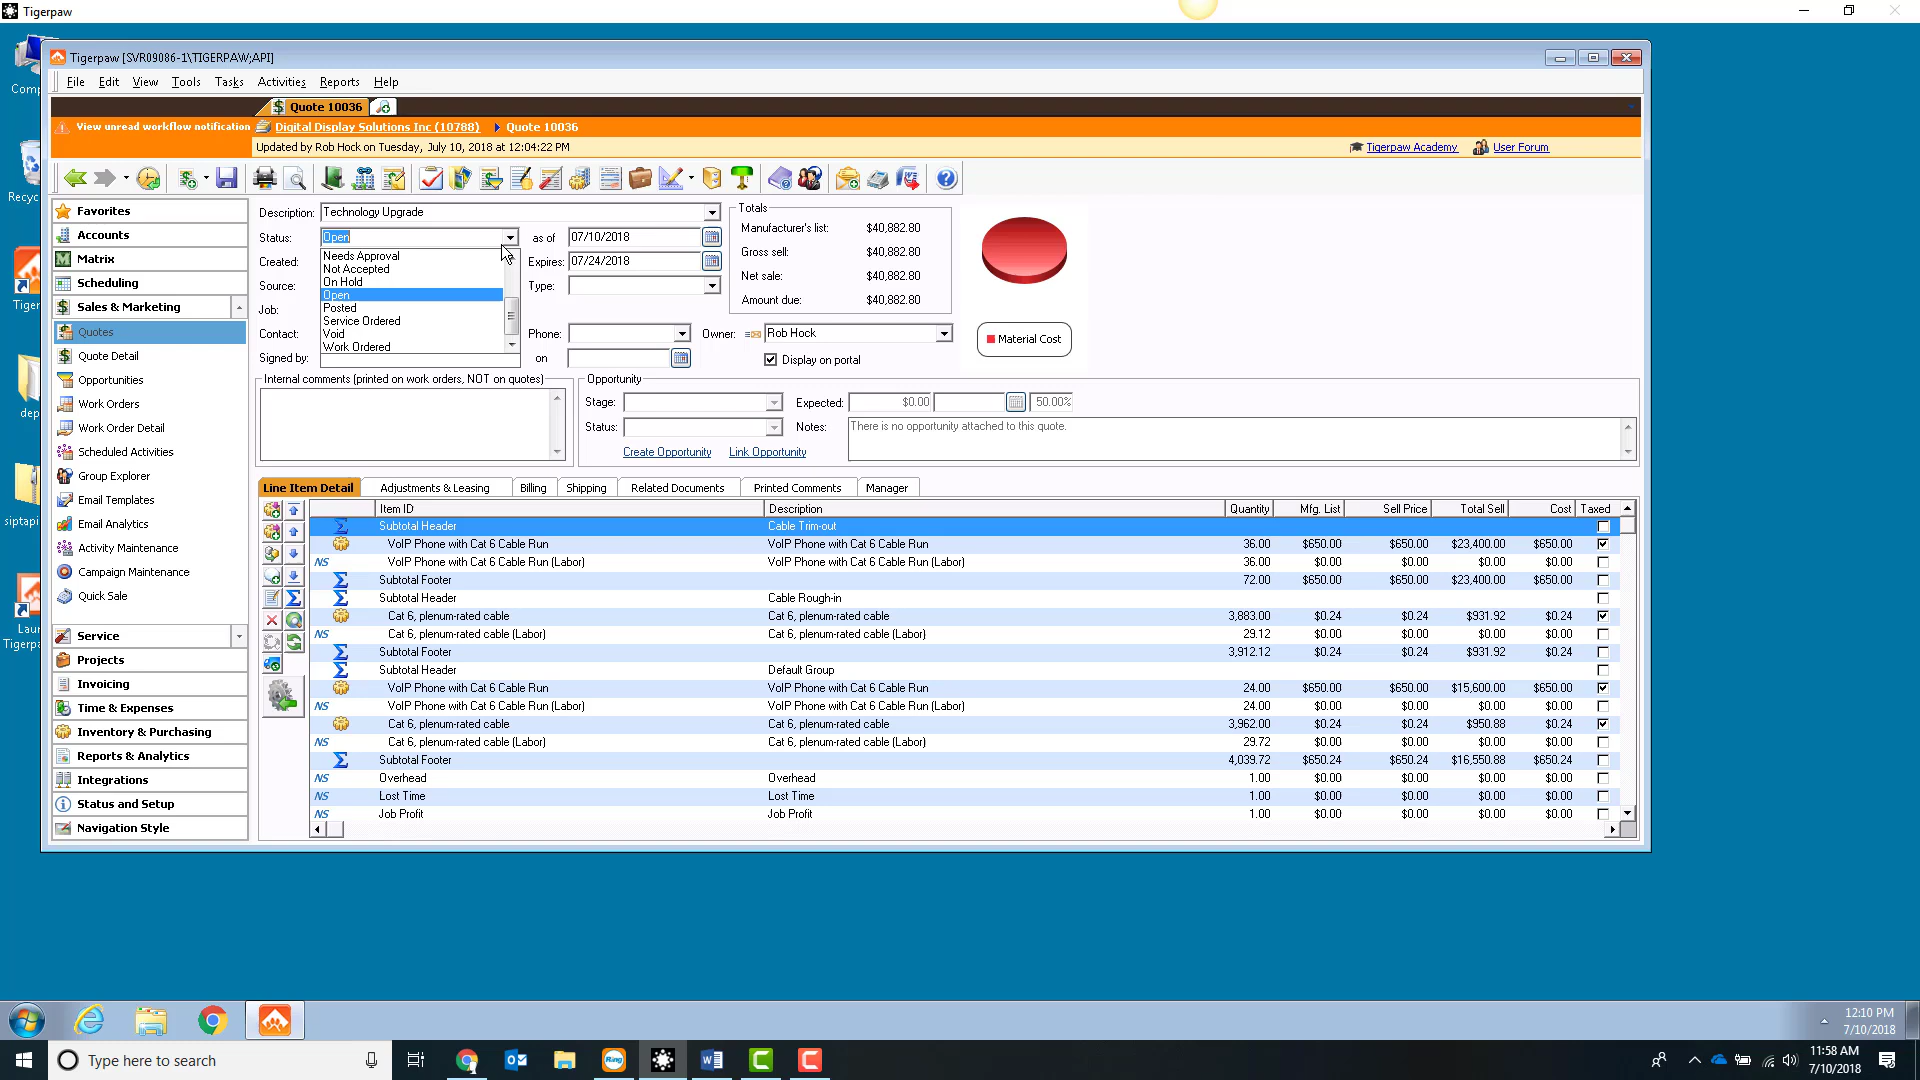 Tigerpaw
Tigerpaw [SVR09086-1\TIGERPAW;API]
File Edit View Tools Tasks Activities Reports Help
Quote 10036
View unread workflow notification Digital Display Solutions Inc (10788) Quote 10036
Updated by Rob Hock on Tuesday, July 10, 2018 at 12:04:22 PM Tigerpaw Academy User Forum
Favorites
Accounts
Matrix
Scheduling
Sales & Marketing
Quotes
Quote Detail
Opportunities
Work Orders
Work Order Detail
Scheduled Activities
Group Explorer
Email Templates
Email Analytics
Activity Maintenance
Campaign Maintenance
Quick Sale
Service
Projects
Invoicing
Time & Expenses
Inventory & Purchasing
Reports & Analytics
Integrations
Status and Setup
Navigation Style
Description: Technology Upgrade
Status: Open as of 07/10/2018
Created: Expires: 07/24/2018
Source: Type:
Job:
Contact: Phone: Owner: Rob Hock
Signed by: on Display on portal
Needs Approval
Not Accepted
On Hold
Open
Posted
Service Ordered
Void
Work Ordered
Totals
Manufacturer's list: $40,882.80
Gross sell: $40,882.80
Net sale: $40,882.80
Amount due: $40,882.80
Material Cost
Internal comments (printed on work orders, NOT on quotes)
Opportunity
Stage: Expected: $0.00 50.00%
Status: Notes: There is no opportunity attached to this quote.
Create Opportunity Link Opportunity
Line Item Detail Adjustments & Leasing Billing Shipping Related Documents Printed Comments Manager
Item ID Description Quantity Mfg. List Sell Price Total Sell Cost Taxed
Subtotal Header Cable Trim-out
VoIP Phone with Cat 6 Cable Run VoIP Phone with Cat 6 Cable Run 36.00 $650.00 $650.00 $23,400.00 $650.00
NS VoIP Phone with Cat 6 Cable Run (Labor) VoIP Phone with Cat 6 Cable Run (Labor) 36.00 $0.00 $0.00 $0.00 $0.00
Subtotal Footer 72.00 $650.00 $650.00 $23,400.00 $650.00
Subtotal Header Cable Rough-in
Cat 6, plenum-rated cable Cat 6, plenum-rated cable 3,883.00 $0.24 $0.24 $931.92 $0.24
NS Cat 6, plenum-rated cable (Labor) Cat 6, plenum-rated cable (Labor) 29.12 $0.00 $0.00 $0.00 $0.00
Subtotal Footer 3,912.12 $0.24 $0.24 $931.92 $0.24
Subtotal Header Default Group
VoIP Phone with Cat 6 Cable Run VoIP Phone with Cat 6 Cable Run 24.00 $650.00 $650.00 $15,600.00 $650.00
NS VoIP Phone with Cat 6 Cable Run (Labor) VoIP Phone with Cat 6 Cable Run (Labor) 24.00 $0.00 $0.00 $0.00 $0.00
Cat 6, plenum-rated cable Cat 6, plenum-rated cable 3,962.00 $0.24 $0.24 $950.88 $0.24
NS Cat 6, plenum-rated cable (Labor) Cat 6, plenum-rated cable (Labor) 29.72 $0.00 $0.00 $0.00 $0.00
Subtotal Footer 4,039.72 $650.24 $650.24 $16,550.88 $650.24
NS Overhead Overhead 1.00 $0.00 $0.00 $0.00 $0.00
NS Lost Time Lost Time 1.00 $0.00 $0.00 $0.00 $0.00
NS Job Profit Job Profit 1.00 $0.00 $0.00 $0.00 $0.00
Comp
Recyc
Tiger
dep
siptapi
Laun
Tigerpa
12:10 PM
7/10/2018
Type here to search
Ring
11:58 AM
7/10/2018